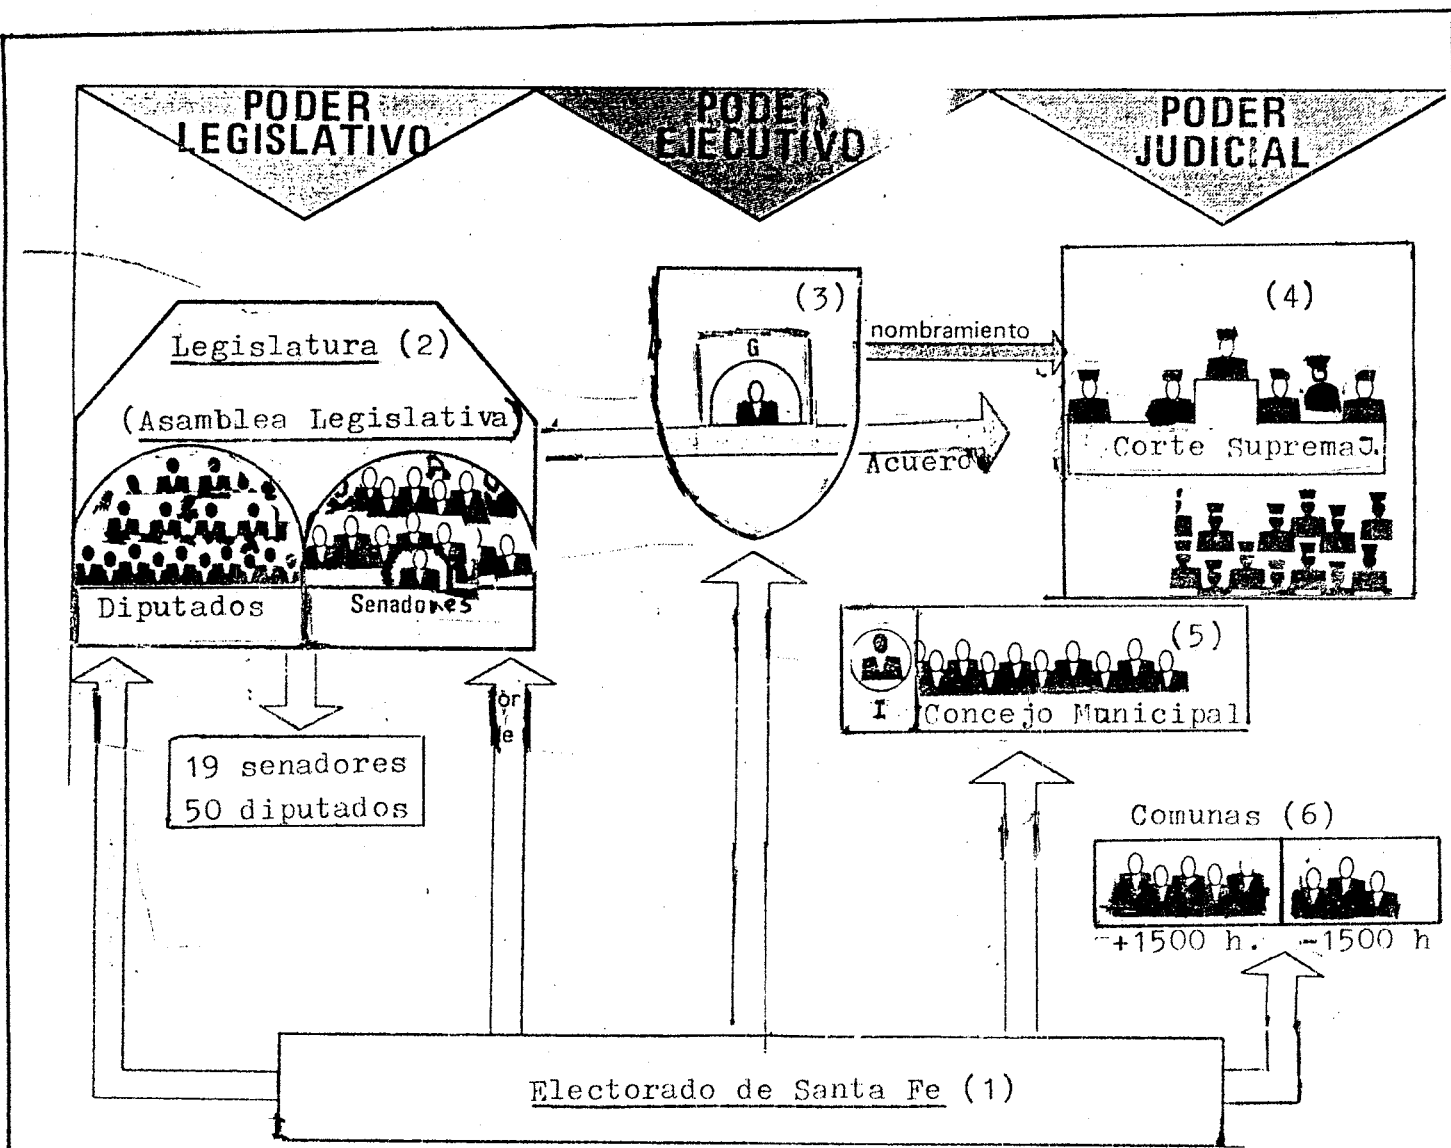 PODER
LEGISLATIVO
PODER
EJECUTIVO
PODER
JUDICIAL
Legislatura (2)
(Asamblea Legislativa)
Diputados
Senadores
19 senadores
50 diputados
(3)
G
nombramiento
Acuerdo
(4)
Corte Suprema J.
(5)
I
Concejo Municipal
Comunas (6)
+1500 h.
-1500 h
Electorado de Santa Fe (1)